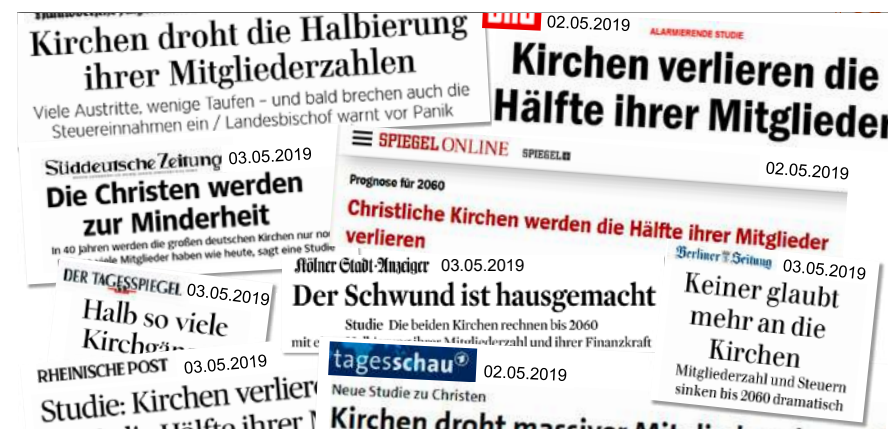 Kirchen droht die Halbierung
ihrer Mitgliederzahlen
Viele Austritte, wenige Taufen – und bald brechen auch die
Steuereinnahmen ein / Landesbischof warnt vor Panik
02.05.2019
ALARMIERENDE STUDIE
Kirchen verlieren die
Hälfte ihrer Mitglieder
Süddeutsche Zeitung 03.05.2019
Die Christen werden
zur Minderheit
In 40 Jahren werden die großen deutschen Kirchen nur
viele Mitglieder haben wie heute, sagt eine Studie
SPIEGEL ONLINE SPIEGEL+
02.05.2019
Prognose für 2060
Christliche Kirchen werden die Hälfte ihrer Mitglieder
verlieren
DER TAGESSPIEGEL 03.05.2019
Halb so viele
Kölner Stadt-Anzeiger 03.05.2019
Der Schwund ist hausgemacht
Studie Die beiden Kirchen rechnen bis 2060
mit ihrer Mitgliederzahl und ihrer Finanzkraft
Berliner Zeitung 03.05.2019
Keiner glaubt
mehr an die
Kirchen
Mitgliederzahl und Steuern
sinken bis 2060 dramatisch
RHEINISCHE POST 03.05.2019
Studie: Kirchen
die Hälfte ihrer
tagesschau 02.05.2019
Neue Studie zu Christen
Kirchen droht massiver